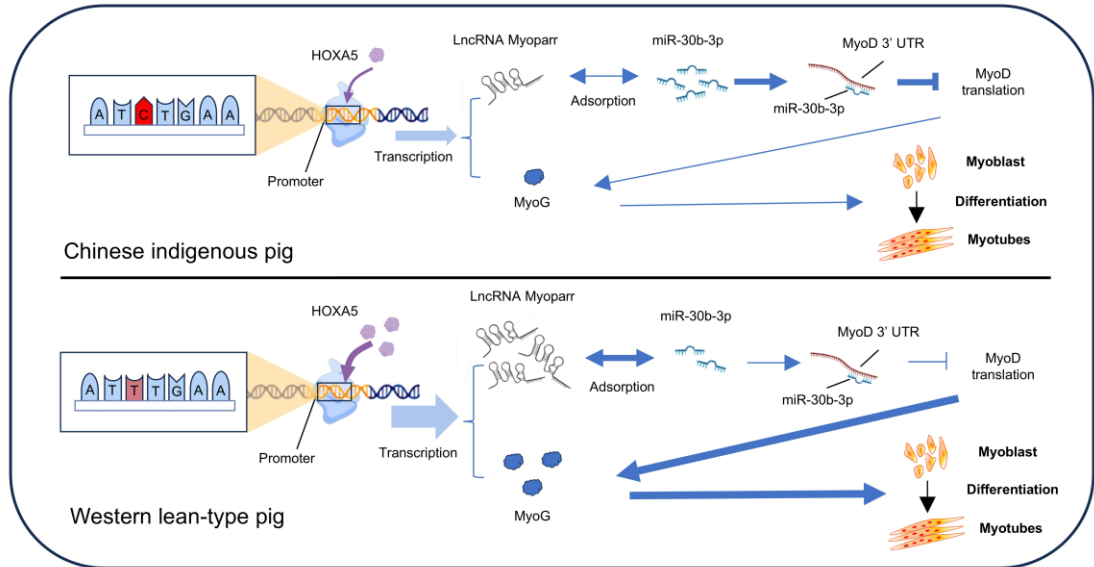 HOXA5
LncRNA Myoparr
miR-30b-3p
MyoD 3' UTR
A T C T G A A
Adsorption
miR-30b-3p
MyoD
translation
Promoter
Transcription
MyoG
Myoblast
Differentiation
Myotubes
Chinese indigenous pig
HOXA5
LncRNA Myoparr
miR-30b-3p
MyoD 3' UTR
A T T T G A A
Adsorption
miR-30b-3p
MyoD
translation
Promoter
Transcription
MyoG
Myoblast
Differentiation
Myotubes
Western lean-type pig